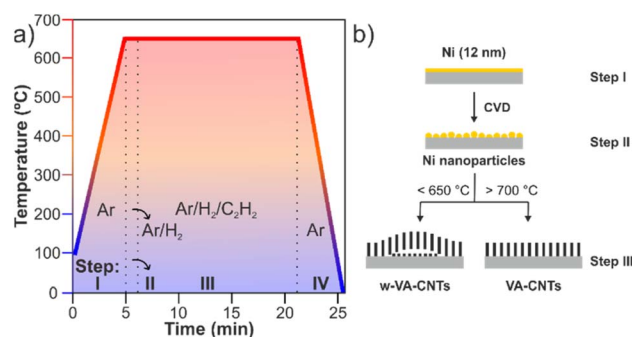 a)
700
600
500
400
300
200
100
0
Temperature (ºC)
Ar
Ar/H₂
Ar/H₂/C₂H₂
Ar
Step:
I
II
III
IV
0
5
10
15
20
25
Time (min)
b)
Ni (12 nm)
Step I
CVD
Step II
Ni nanoparticles
< 650 °C
> 700 °C
Step III
w-VA-CNTs
VA-CNTs